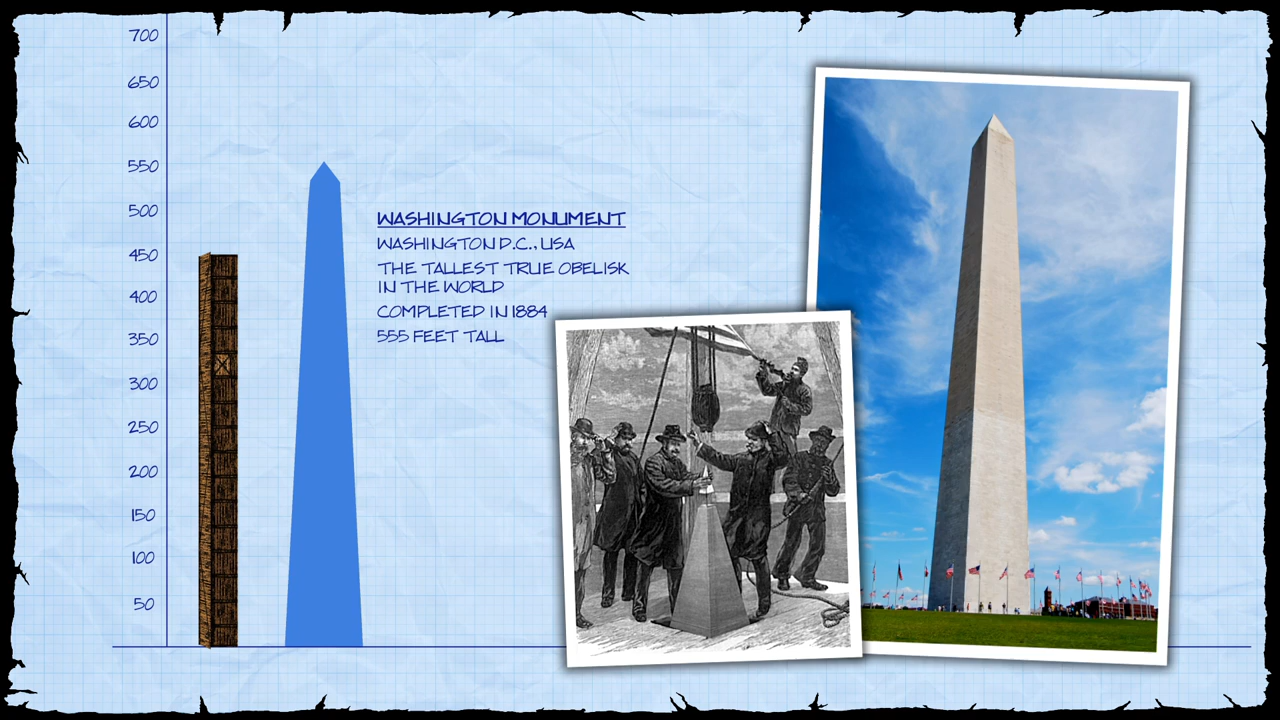 700
650
600
550
500
450
400
350
300
250
200
150
100
50
WASHINGTON MONUMENT
WASHINGTON D.C., USA
THE TALLEST TRUE OBELISK
IN THE WORLD
COMPLETED IN 1884
555 FEET TALL